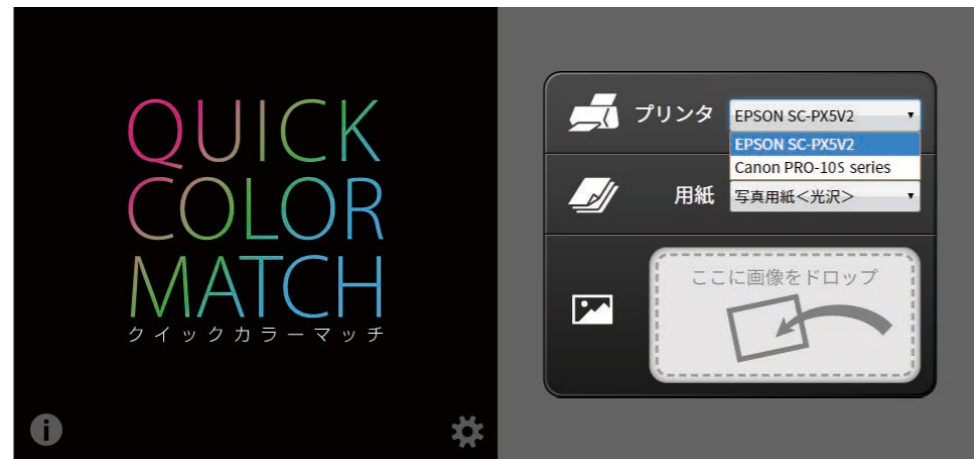 QUICK
COLOR
MATCH
クイックカラーマッチ
プリンタ EPSON SC-PX5V2
EPSON SC-PX5V2
Canon PRO-10S series
用紙 写真用紙＜光沢＞
ここに画像をドロップ